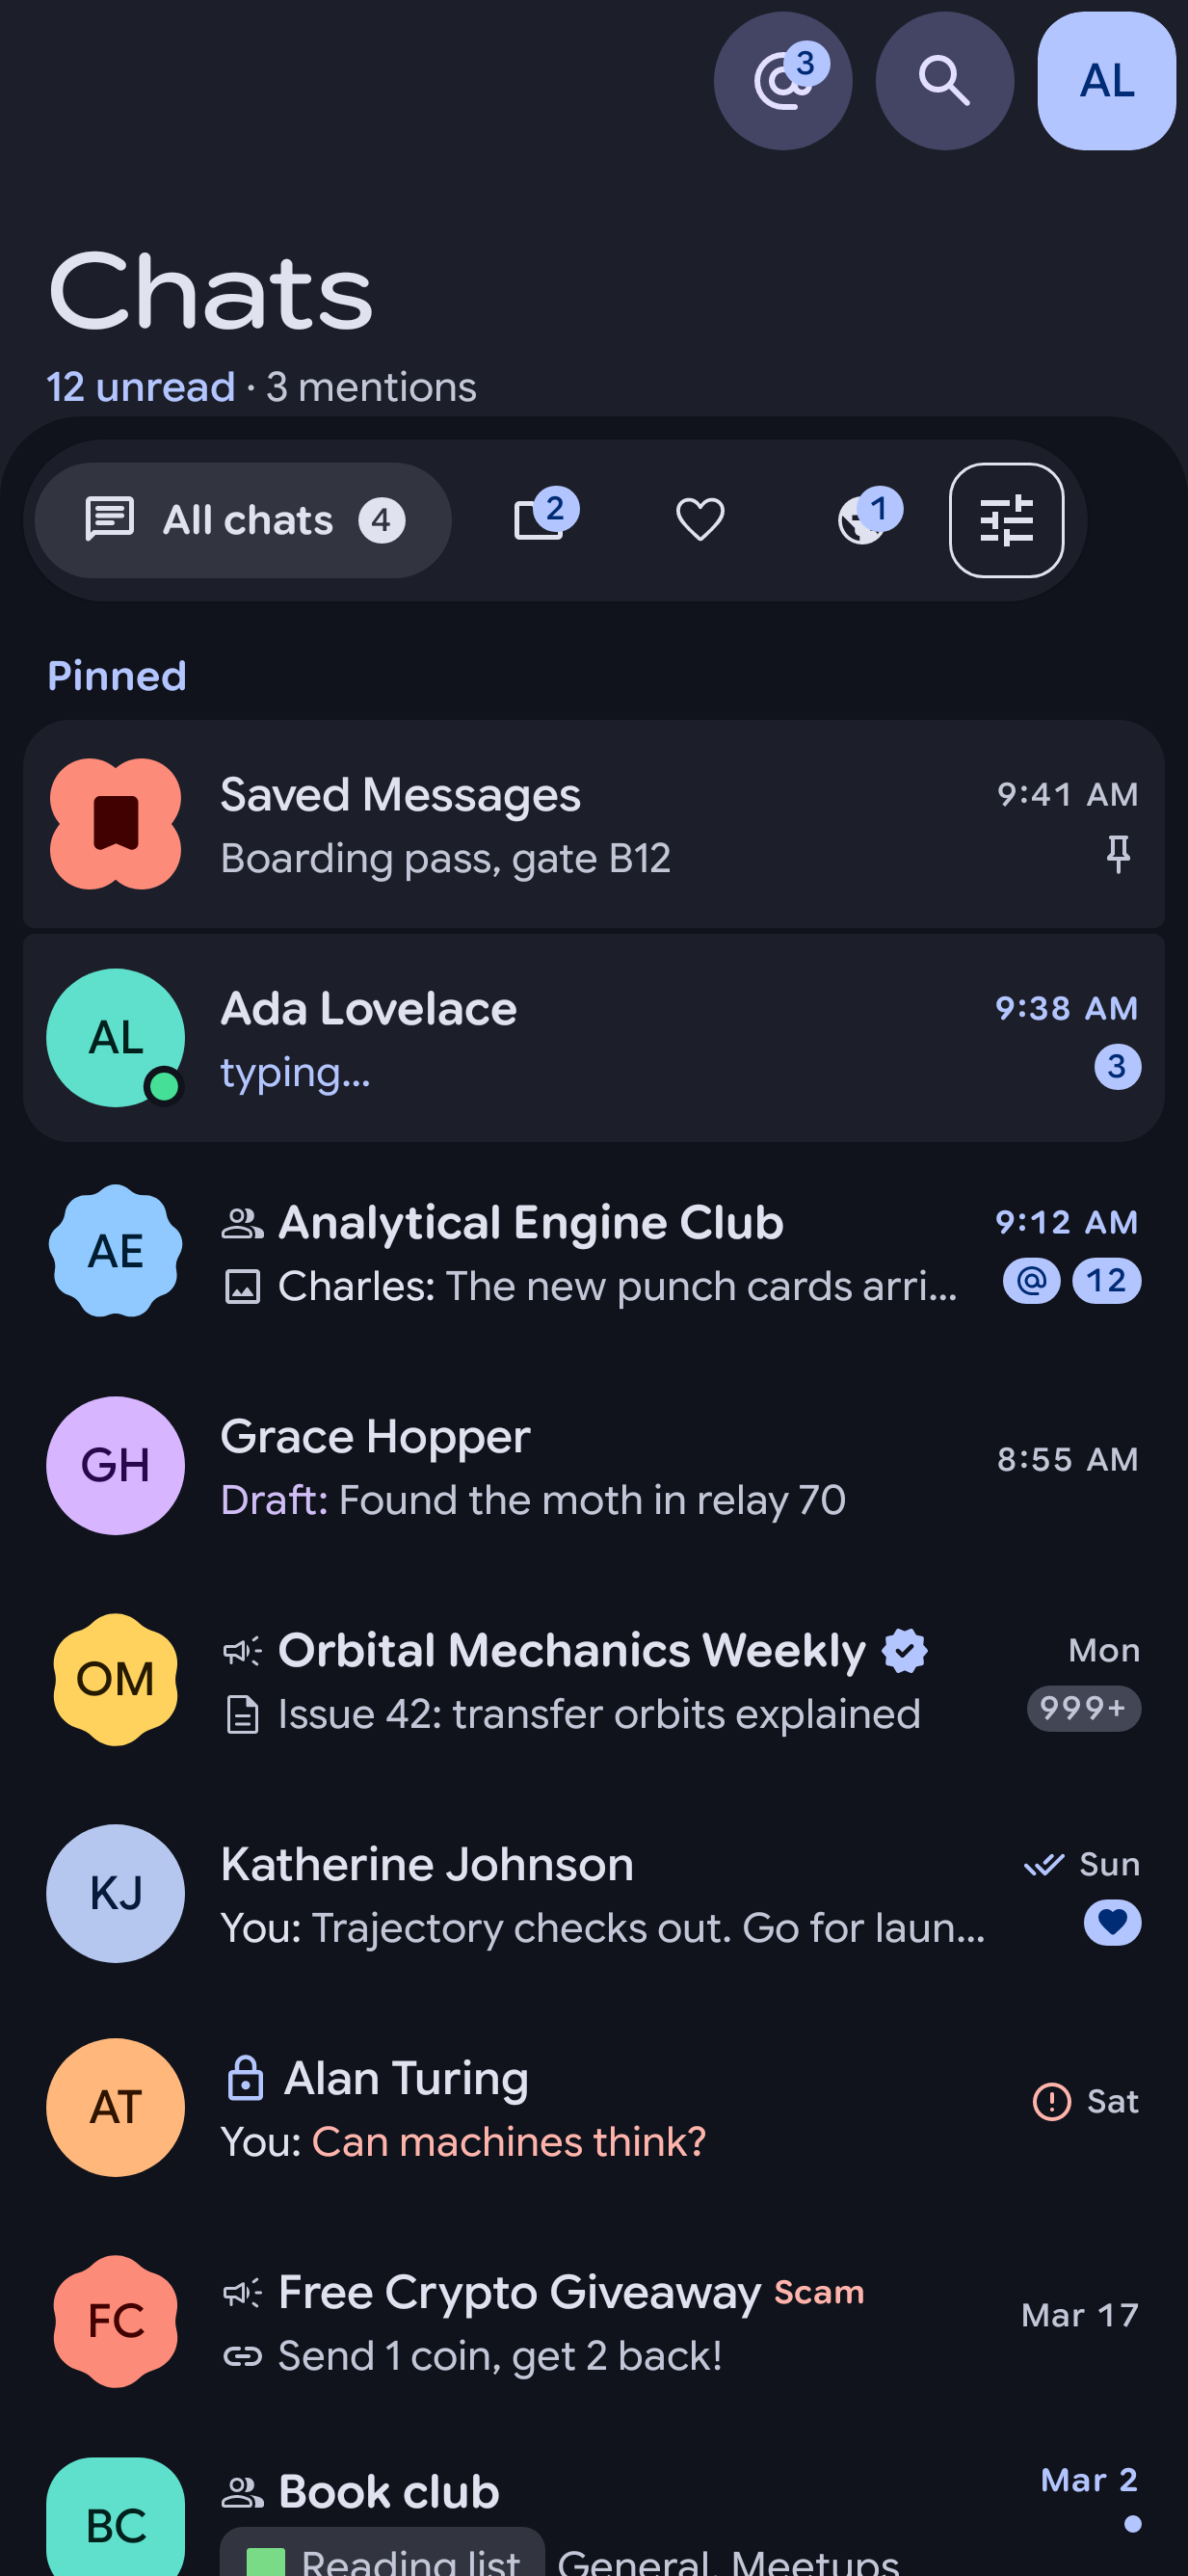 3
AL
Chats
12 unread · 3 mentions
All chats 4
2
1
Pinned
Saved Messages
9:41 AM
Boarding pass, gate B12
AL
Ada Lovelace
9:38 AM
typing...
3
AE
Analytical Engine Club
9:12 AM
Charles: The new punch cards arri...
@ 12
GH
Grace Hopper
8:55 AM
Draft: Found the moth in relay 70
OM
Orbital Mechanics Weekly
Mon
Issue 42: transfer orbits explained
999+
KJ
Katherine Johnson
Sun
You: Trajectory checks out. Go for laun...
AT
Alan Turing
Sat
You: Can machines think?
FC
Free Crypto Giveaway Scam
Mar 17
Send 1 coin, get 2 back!
BC
Book club
Mar 2
Reading list General, Meetups